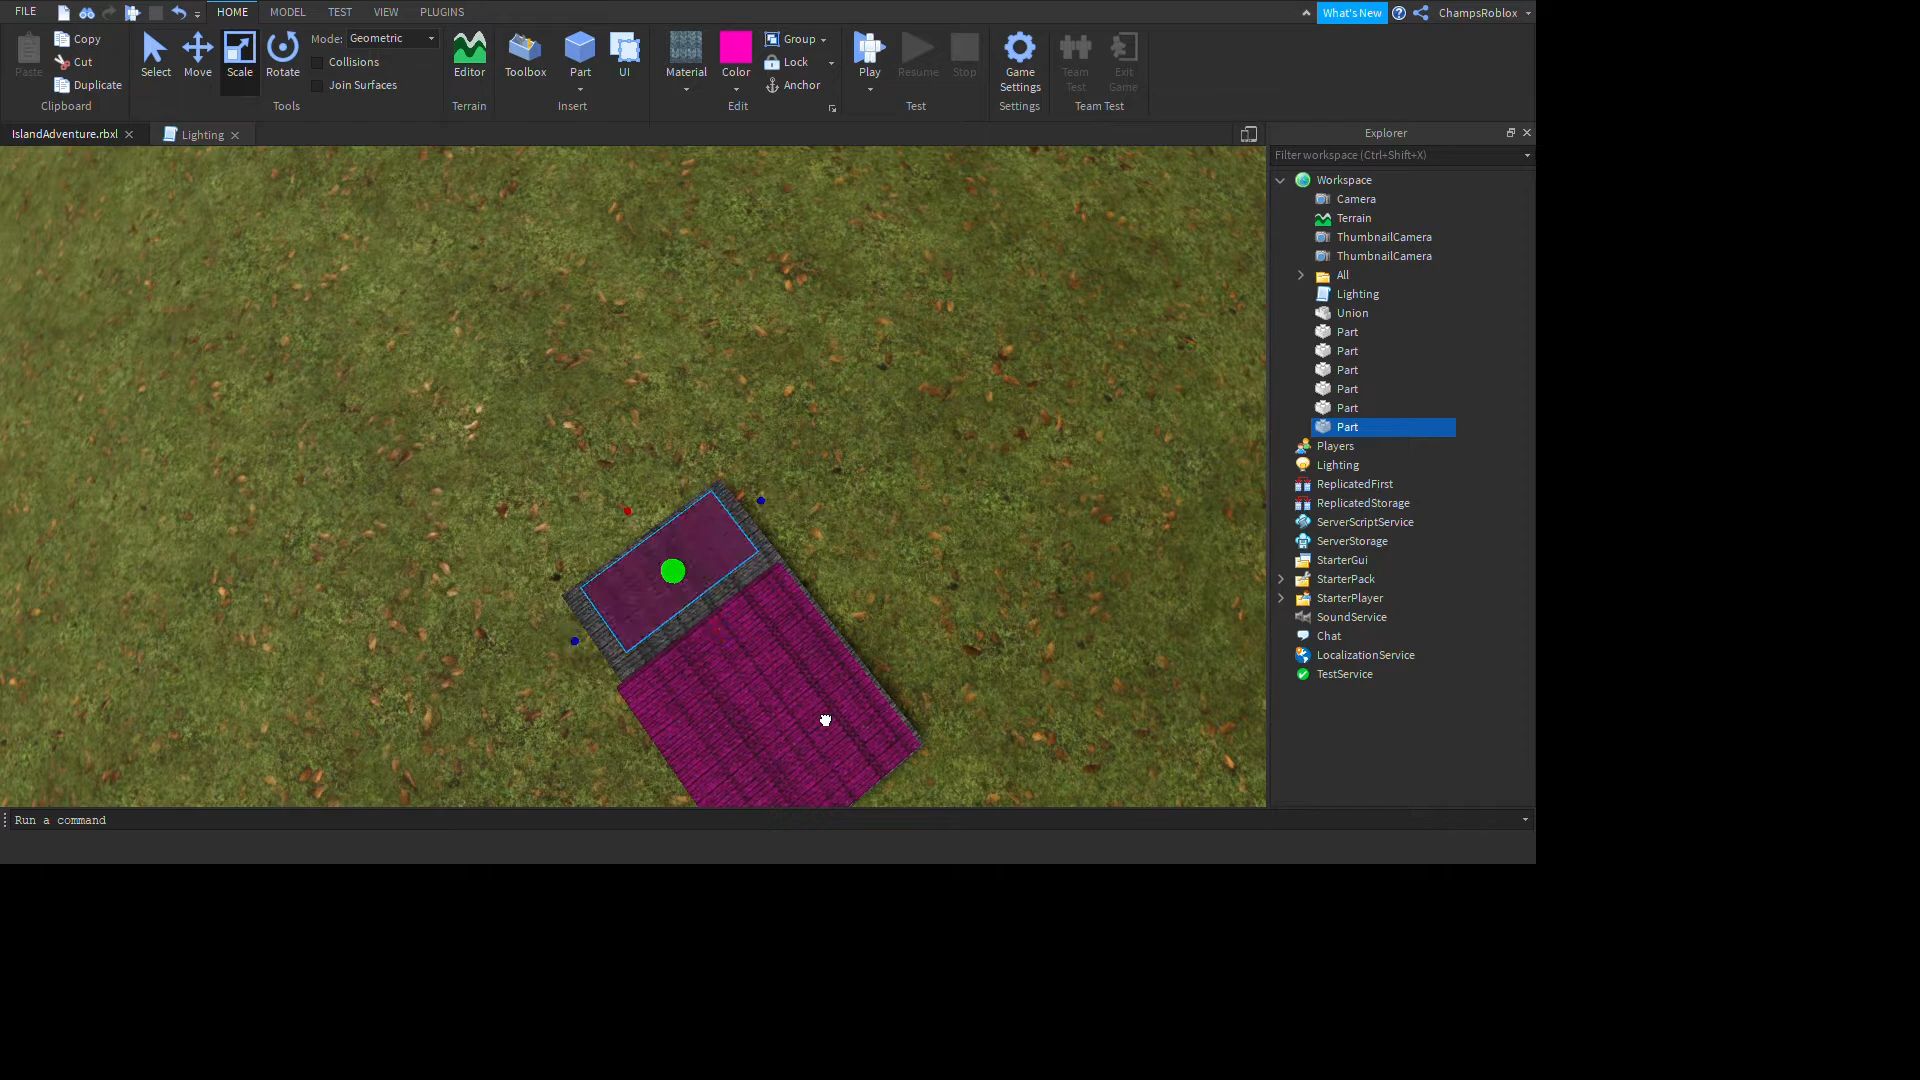 FILE HOME MODEL TEST VIEW PLUGINS What's New ChampsRoblox
Paste Copy Cut Duplicate
Clipboard
Select Move Scale Rotate
Mode: Geometric
Collisions
Join Surfaces
Tools
Editor
Terrain
Toolbox Part UI
Insert
Material Color
Group
Lock
Anchor
Edit
Play Resume Stop
Test
Game Settings
Settings
Team Test
Exit Game
Team Test
IslandAdventure.rbxl Lighting
Explorer
Filter workspace (Ctrl+Shift+X)
Workspace
Camera
Terrain
ThumbnailCamera
ThumbnailCamera
All
Lighting
Union
Part
Part
Part
Part
Part
Part
Players
Lighting
ReplicatedFirst
ReplicatedStorage
ServerScriptService
ServerStorage
StarterGui
StarterPack
StarterPlayer
SoundService
Chat
LocalizationService
TestService
Run a command